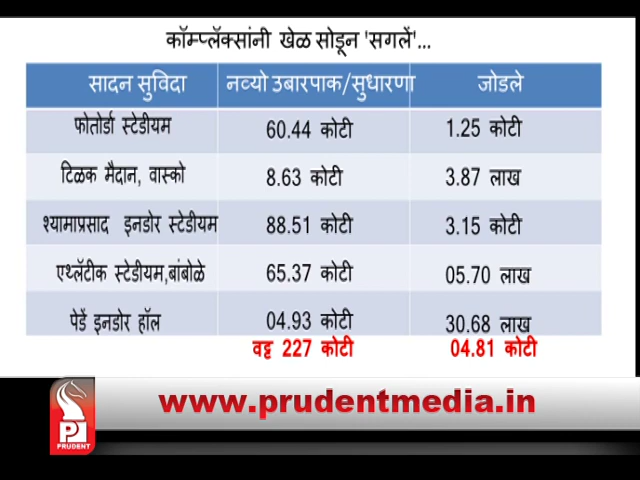 कॉम्प्लॅक्सांनी खेळ सोडून 'सगलें'...
सादन सुविदा नव्यो उबारपाक/सुधारणा जोडले
फोतोर्डा स्टेडीयम 60.44 कोटी 1.25 कोटी
टिळक मैदान, वास्को 8.63 कोटी 3.87 लाख
श्यामाप्रसाद इनडोर स्टेडीयम 88.51 कोटी 3.15 कोटी
एथ्लॅटीक स्टेडीयम,बांबोळे 65.37 कोटी 05.70 लाख
पेडें इनडोर हॉल 04.93 कोटी 30.68 लाख
वट्ट 227 कोटी 04.81 कोटी
www.prudentmedia.in
PRUDENT